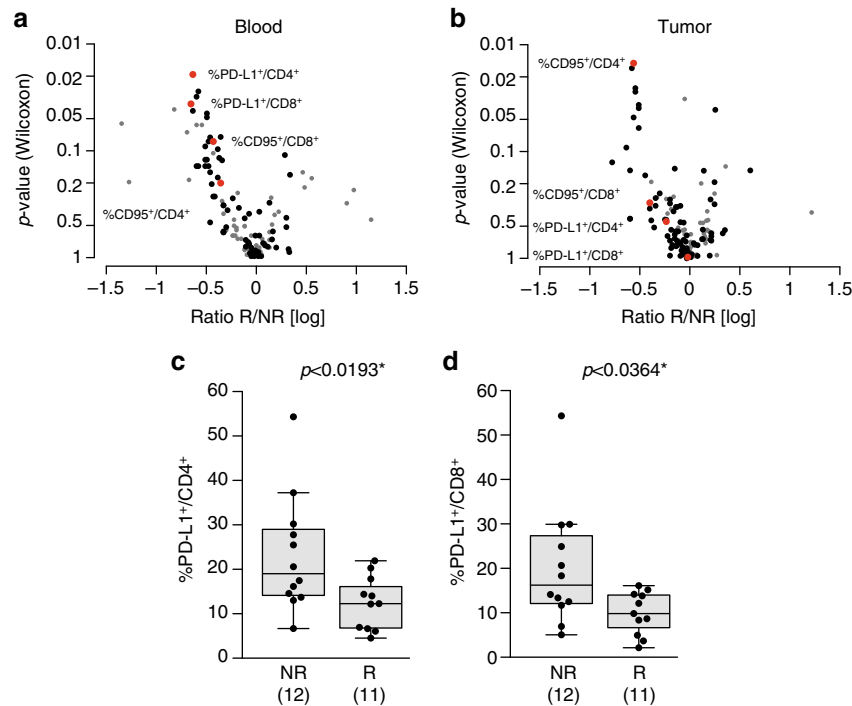 a
Blood
0.01
0.02
0.05
0.1
0.2
0.5
1
p-value (Wilcoxon)
%PD-L1⁺/CD4⁺
%PD-L1⁺/CD8⁺
%CD95⁺/CD8⁺
%CD95⁺/CD4⁺
−1.5 −1.0 −0.5 0.0 0.5 1 1.5
Ratio R/NR [log]
b
Tumor
0.01
0.02
0.05
0.1
0.2
0.5
1
p-value (Wilcoxon)
%CD95⁺/CD4⁺
%CD95⁺/CD8⁺
%PD-L1⁺/CD4⁺
%PD-L1⁺/CD8⁺
−1.5 −1.0 −0.5 0.0 0.5 1 1.5
Ratio R/NR [log]
c
p<0.0193*
60
50
40
30
20
10
0
%PD-L1⁺/CD4⁺
NR R
(12) (11)
d
p<0.0364*
60
50
40
30
20
10
0
%PD-L1⁺/CD8⁺
NR R
(12) (11)